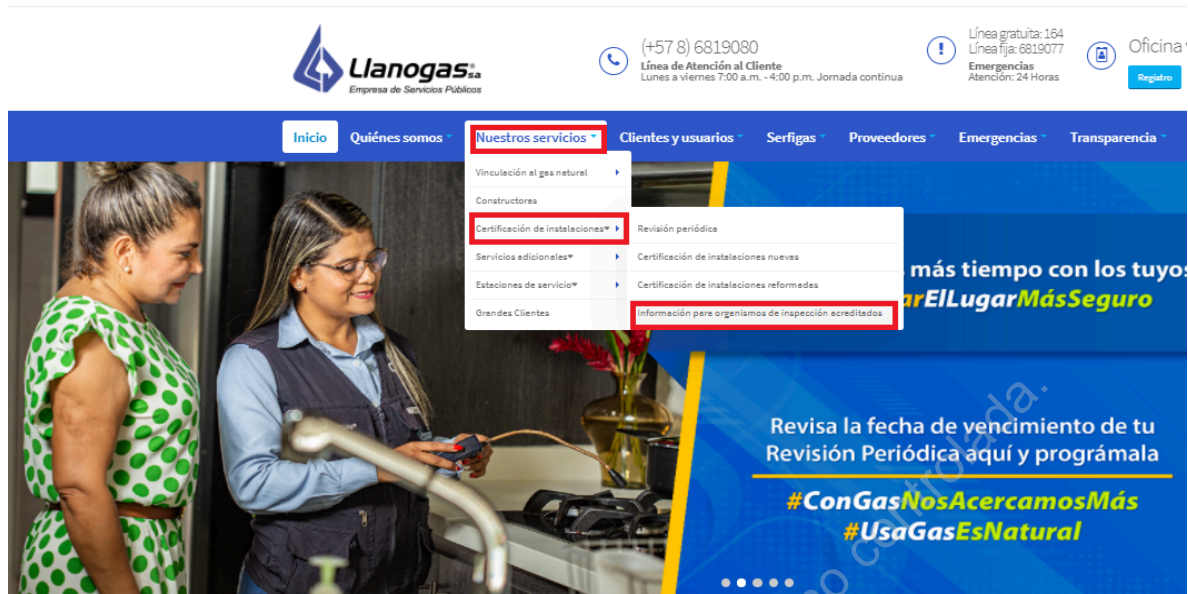 Llanogas S.A
Empresa de Servicios Públicos
(+57 8) 6819080
Línea de Atención al Cliente
Lunes a viernes 7:00 a.m. - 4:00 p.m. Jornada continua
Línea gratuita: 164
Línea fija: 6819077
Emergencias
Atención: 24 Horas
Oficina
Registro
Inicio
Quiénes somos
Nuestros servicios
Clientes y usuarios
Serfigas
Proveedores
Emergencias
Transparencia
Vinculación al gas natural
Constructoras
Certificación de instalaciones
Servicios adicionales
Estaciones de servicio
Grandes Clientes
Revisión periódica
Certificación de instalaciones nuevas
Certificación de instalaciones reformadas
Información para organismos de inspección acreditados
más tiempo con los tuyos
ElLugarMásSeguro
Revisa la fecha de vencimiento de tu
Revisión Periódica aquí y prográmala
#ConGasNosAcercamosMás
#UsaGasEsNatural
no controlada.